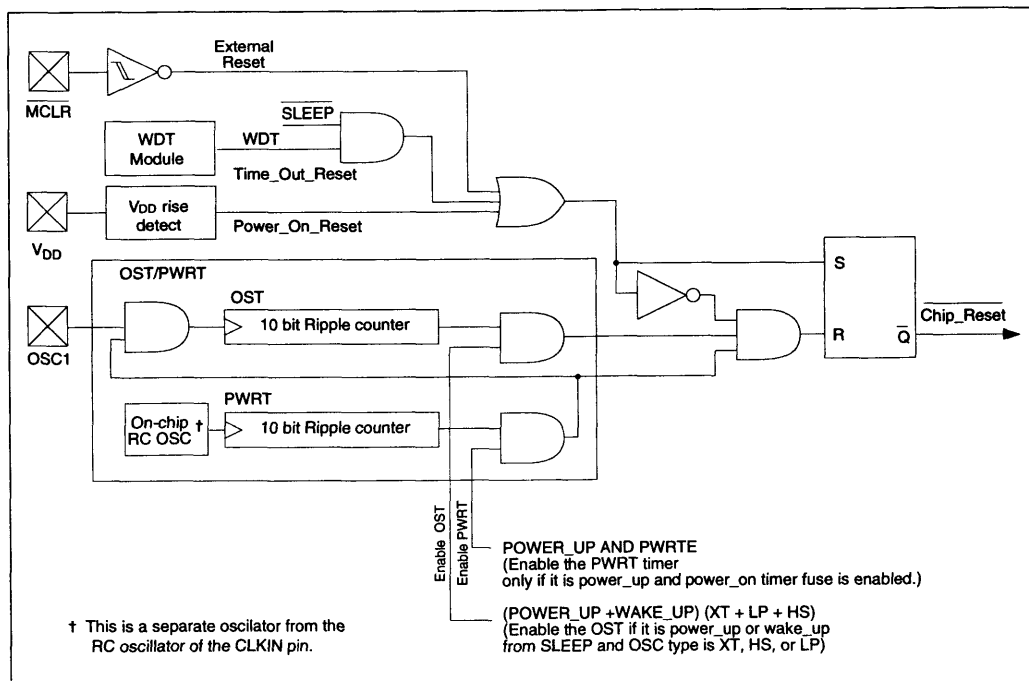 External
Reset
MCLR
SLEEP
WDT
Module
WDT
Time_Out_Reset
VDD rise
detect
Power_On_Reset
VDD
OST/PWRT
OST
10 bit Ripple counter
OSC1
S
R
Q
Chip_Reset
PWRT
On-chip †
RC OSC
10 bit Ripple counter
Enable OST
Enable PWRT
POWER_UP AND PWRTE
(Enable the PWRT timer
only if it is power_up and power_on timer fuse is enabled.)
(POWER_UP +WAKE_UP) (XT + LP + HS)
(Enable the OST if it is power_up or wake_up
from SLEEP and OSC type is XT, HS, or LP)
† This is a separate oscilator from the
RC oscillator of the CLKIN pin.